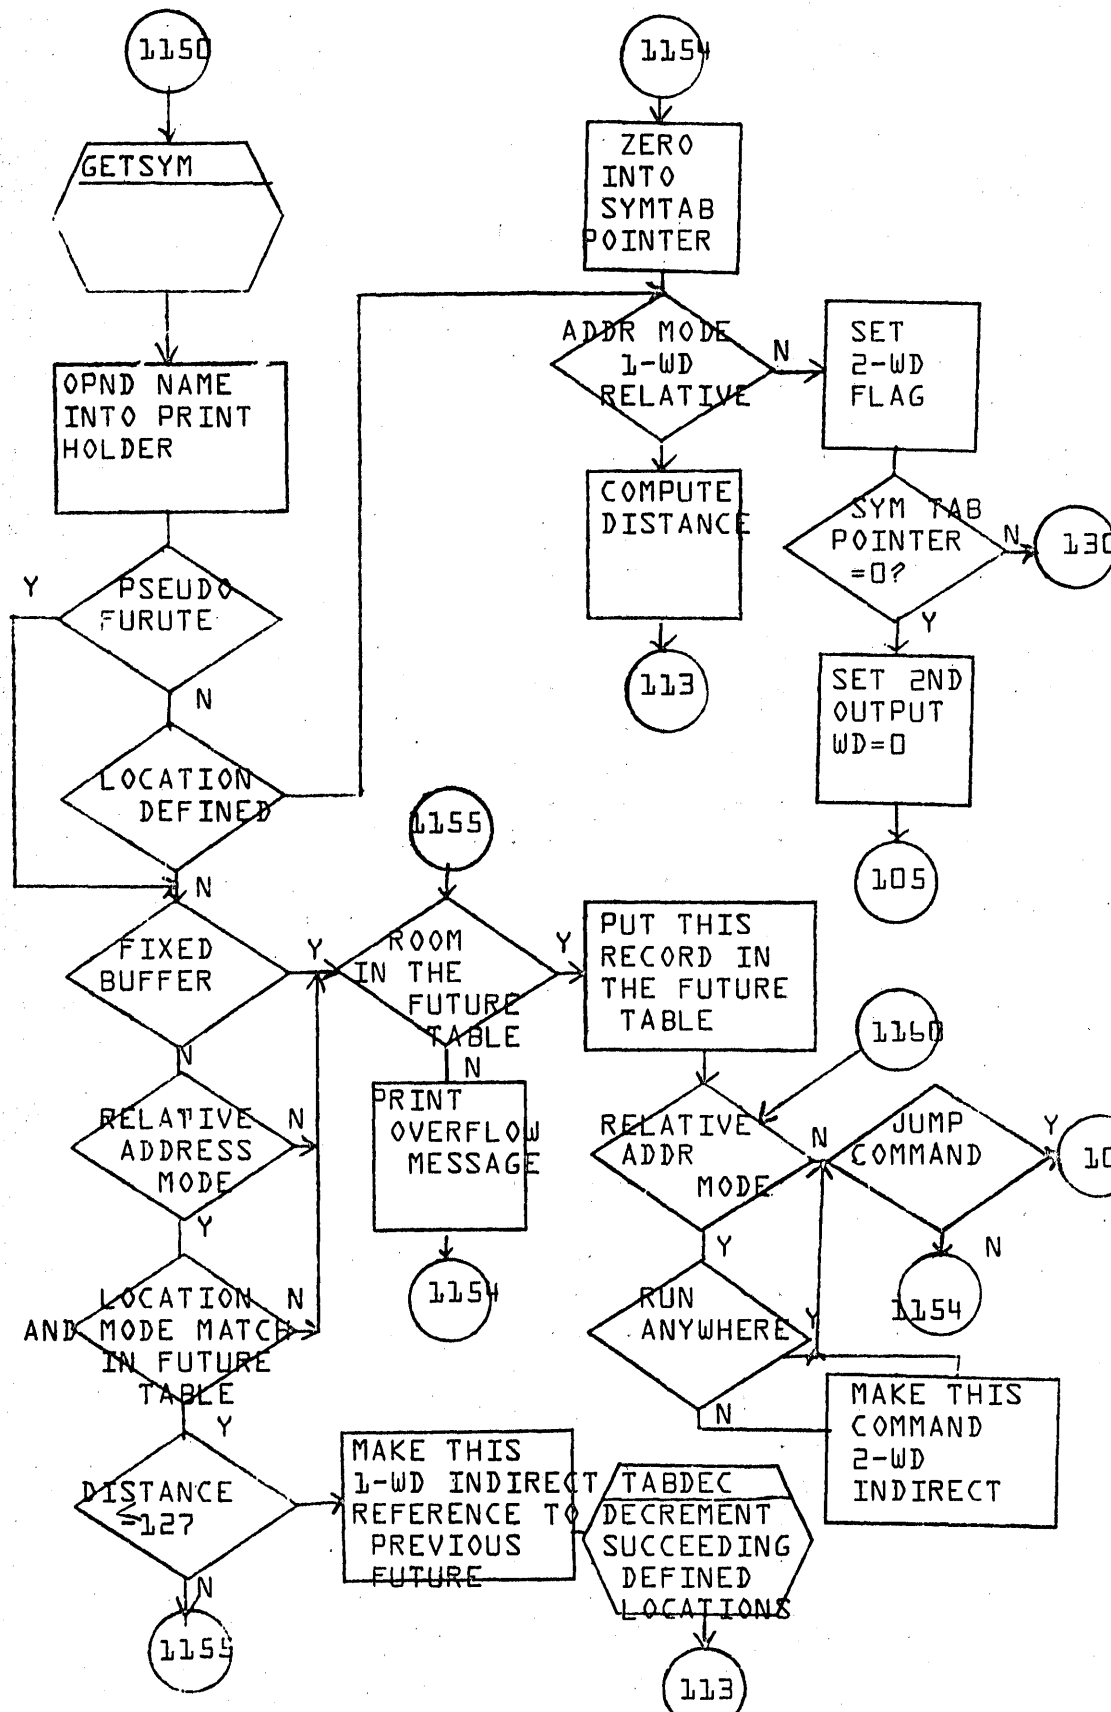 1150
GETSYM
OPND NAME
INTO PRINT
HOLDER
PSEUDO
FURUTE
Y
N
LOCATION
DEFINED
N
FIXED
BUFFER
Y
N
RELATIVE
ADDRESS
MODE
N
Y
LOCATION
AND MODE MATCH
IN FUTURE
TABLE
N
Y
DISTANCE
≤127
N
1155
MAKE THIS
1-WD INDIRECT
REFERENCE TO
PREVIOUS
FUTURE
TABDEC
DECREMENT
SUCCEEDING
DEFINED
LOCATIONS
113
1155
ROOM
IN THE
FUTURE
TABLE
Y
N
PRINT
OVERFLOW
MESSAGE
1154
PUT THIS
RECORD IN
THE FUTURE
TABLE
1160
RELATIVE
ADDR
MODE
N
Y
RUN
ANYWHERE
Y
N
MAKE THIS
COMMAND
2-WD
INDIRECT
JUMP
COMMAND
Y
10
N
1154
1154
ZERO
INTO
SYMTAB
POINTER
ADDR MODE
1-WD
RELATIVE
N
COMPUTE
DISTANCE
113
SET
2-WD
FLAG
SYM TAB
POINTER
=0?
N
130
Y
SET 2ND
OUTPUT
WD=0
105